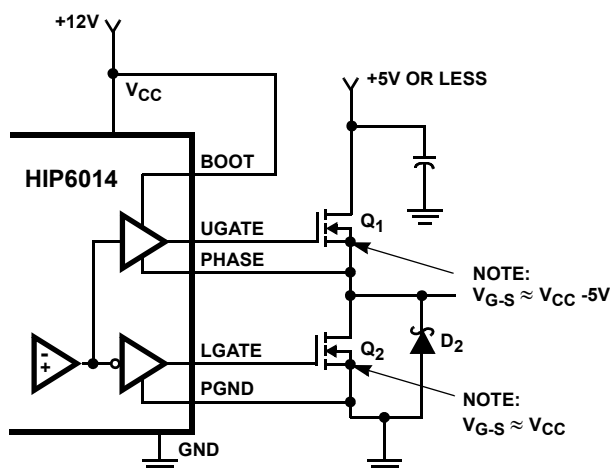 +12V
+5V OR LESS
VCC
BOOT
HIP6014
UGATE
Q1
PHASE
NOTE:
VG-S ≈ VCC -5V
- +
LGATE
Q2
D2
PGND
NOTE:
VG-S ≈ VCC
GND